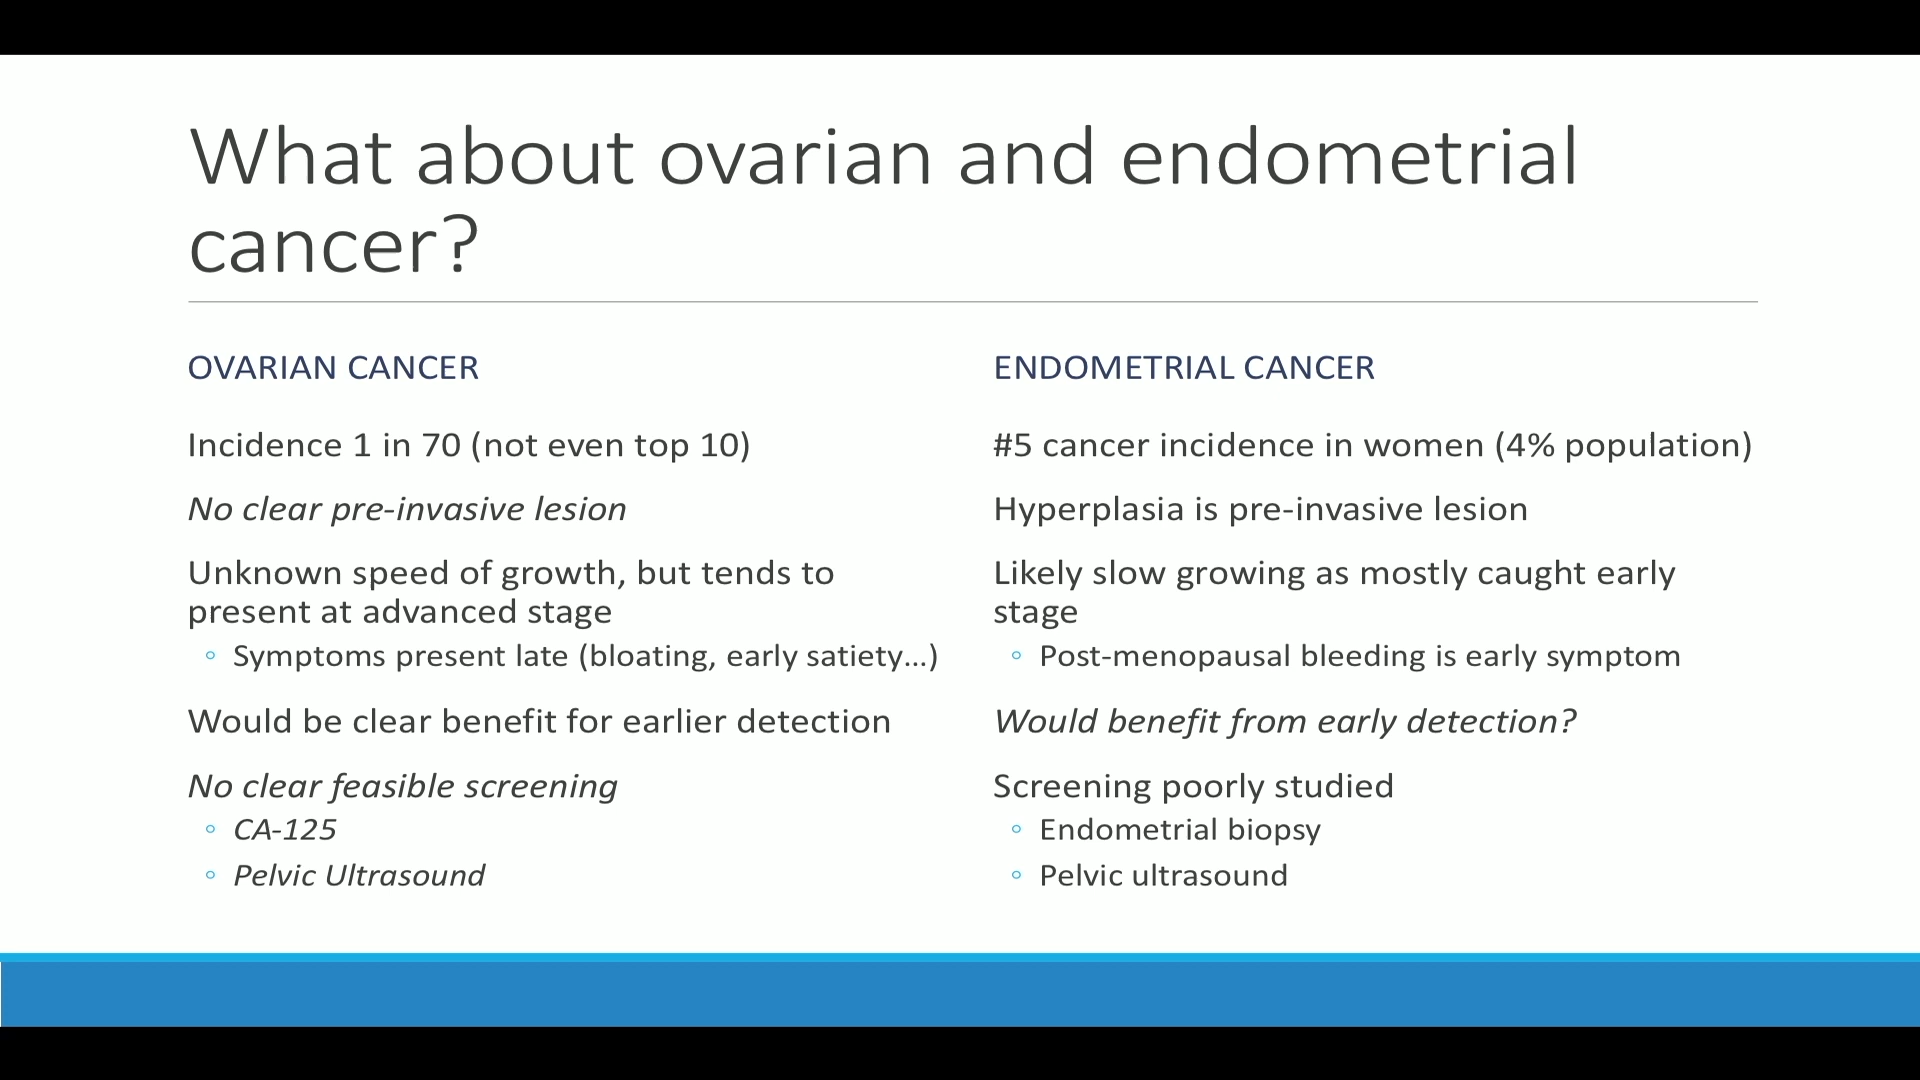 What about ovarian and endometrial
cancer?
OVARIAN CANCER
Incidence 1 in 70 (not even top 10)
No clear pre-invasive lesion
Unknown speed of growth, but tends to
present at advanced stage
◦ Symptoms present late (bloating, early satiety…)
Would be clear benefit for earlier detection
No clear feasible screening
◦ CA-125
◦ Pelvic Ultrasound
ENDOMETRIAL CANCER
#5 cancer incidence in women (4% population)
Hyperplasia is pre-invasive lesion
Likely slow growing as mostly caught early
stage
◦ Post-menopausal bleeding is early symptom
Would benefit from early detection?
Screening poorly studied
◦ Endometrial biopsy
◦ Pelvic ultrasound